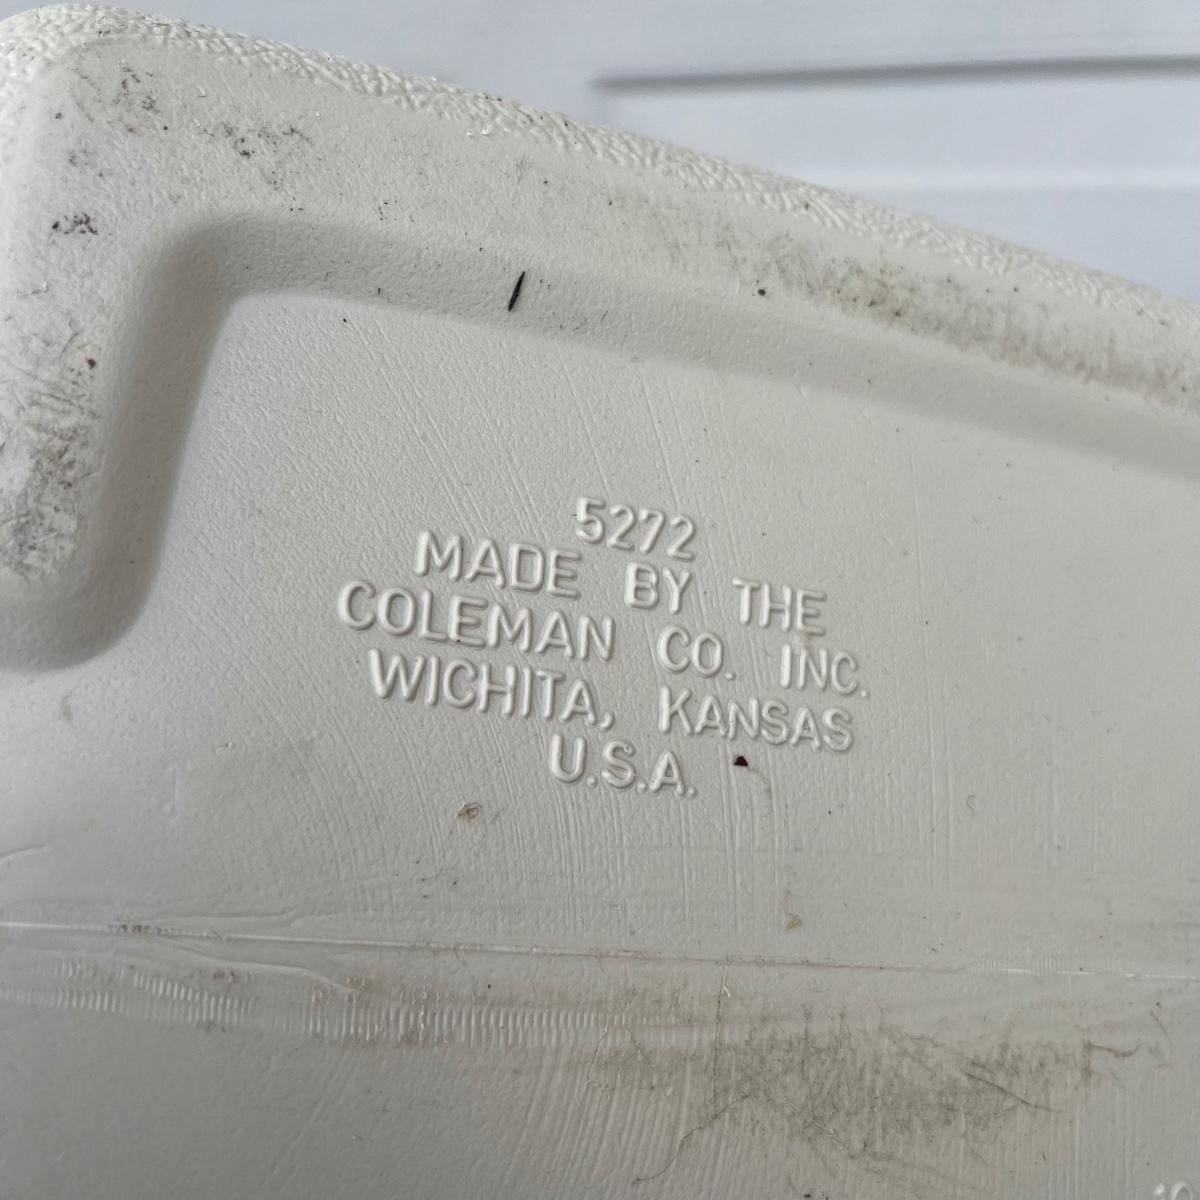 5272
MADE BY THE
COLEMAN CO. INC.
WICHITA, KANSAS
U.S.A.